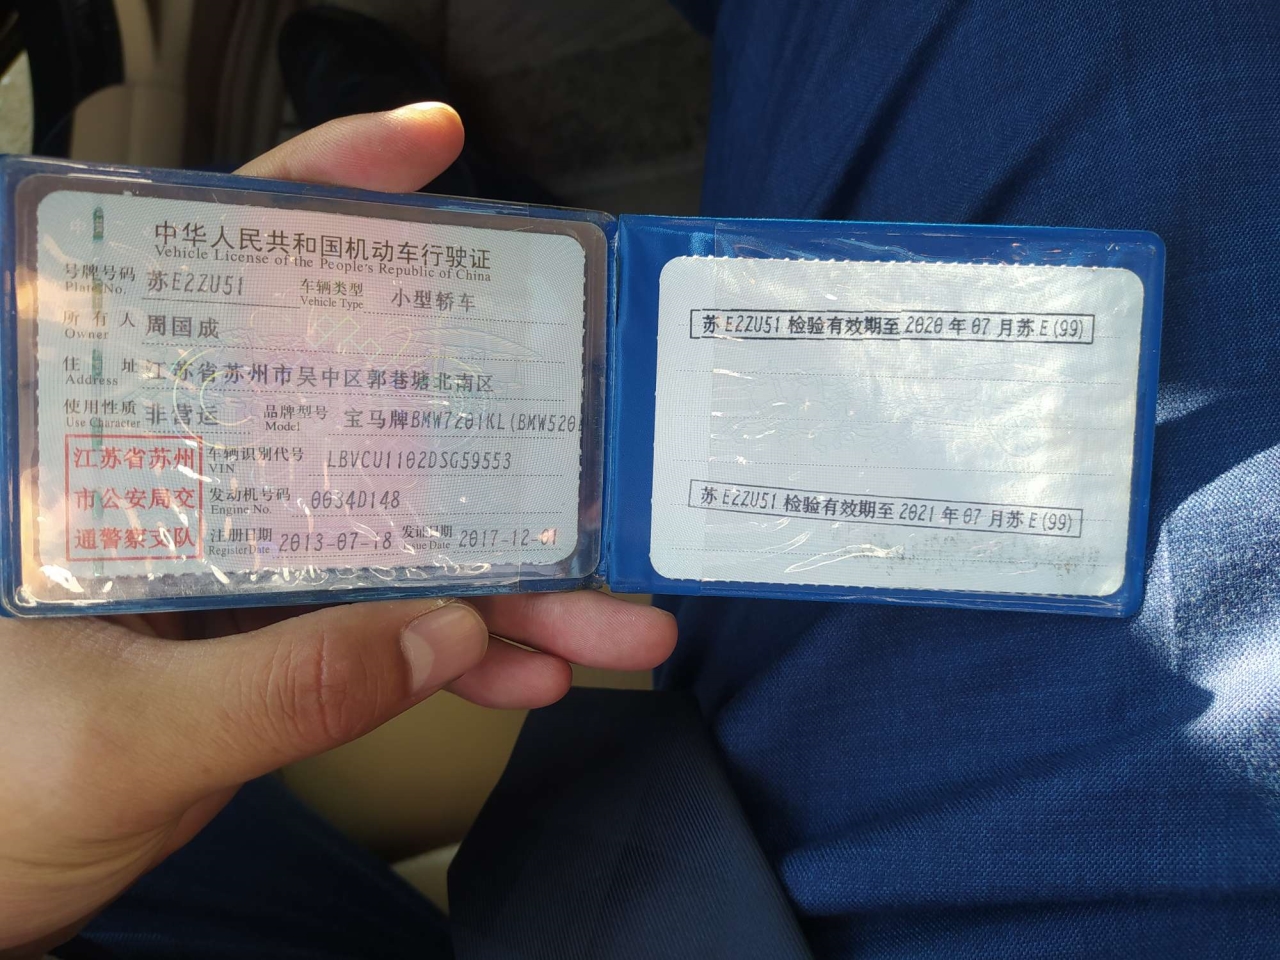 中华人民共和国机动车行驶证
Vehicle License of the People's Republic of China
号牌号码 苏E2ZU51 车辆类型 小型轿车
Plate No. Vehicle Type
所有人 周国成
Owner
住址 江苏省苏州市吴中区郭巷塘北南区
Address
使用性质 非营运 品牌型号 宝马牌BMW7201KL(BMW520
Use Character Model
江苏省苏州 车辆识别代号 LBVCU1102DSG59553
VIN
市公安局交 发动机号码 0634D148
Engine No.
通警察支队 注册日期 2013-07-18 发证日期 2017-12-01
Register Date Issue Date
苏E2ZU51 检验有效期至2020年07月苏E(99)
苏E2ZU51 检验有效期至2021年07月苏E(99)